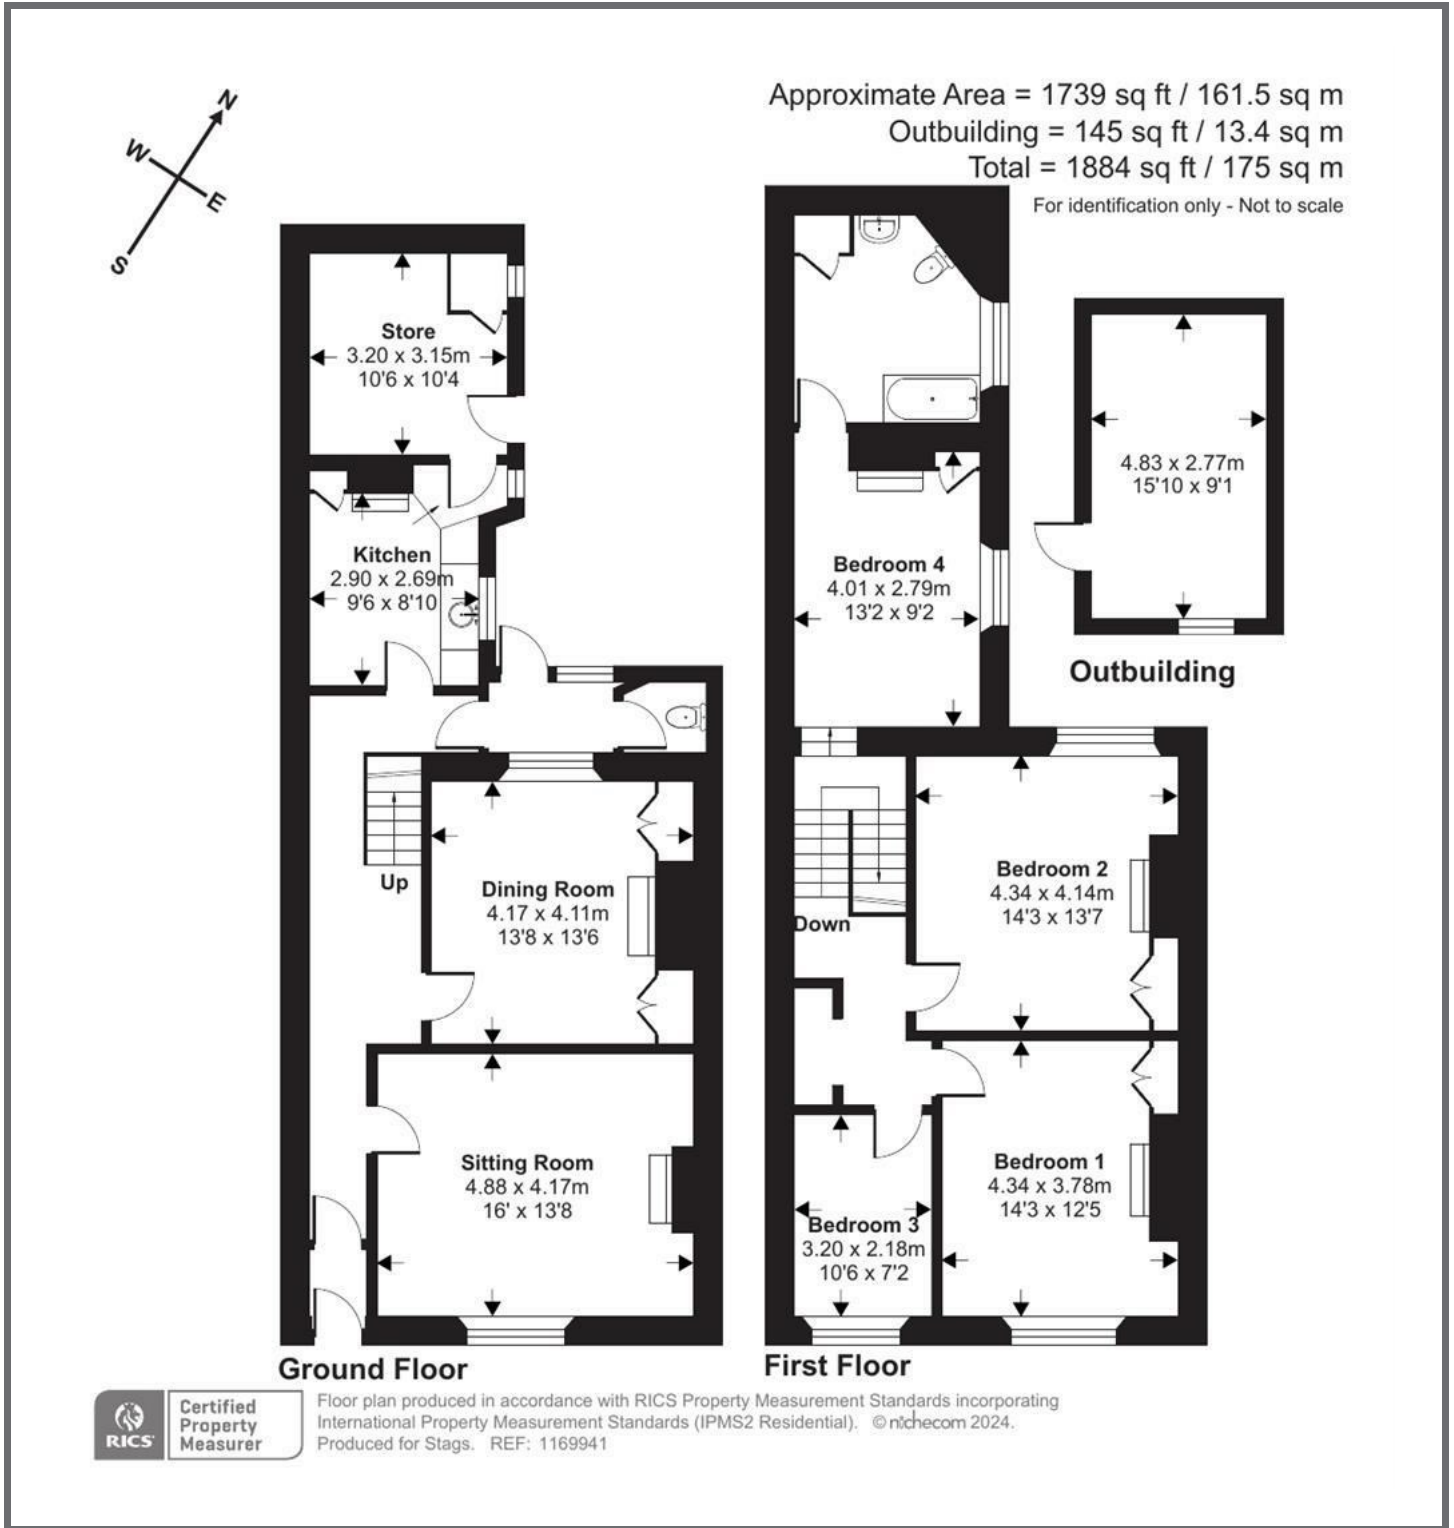 N
W
E
S
Approximate Area = 1739 sq ft / 161.5 sq m
Outbuilding = 145 sq ft / 13.4 sq m
Total = 1884 sq ft / 175 sq m
For identification only - Not to scale
Store
3.20 x 3.15m
10'6 x 10'4
Kitchen
2.90 x 2.69m
9'6 x 8'10
Up
Dining Room
4.17 x 4.11m
13'8 x 13'6
Sitting Room
4.88 x 4.17m
16' x 13'8
Ground Floor
Bedroom 4
4.01 x 2.79m
13'2 x 9'2
Bedroom 2
4.34 x 4.14m
14'3 x 13'7
Down
Bedroom 1
4.34 x 3.78m
14'3 x 12'5
Bedroom 3
3.20 x 2.18m
10'6 x 7'2
First Floor
4.83 x 2.77m
15'10 x 9'1
Outbuilding
RICS
Certified
Property
Measurer
Floor plan produced in accordance with RICS Property Measurement Standards incorporating
International Property Measurement Standards (IPMS2 Residential). © nichecom 2024.
Produced for Stags. REF: 1169941